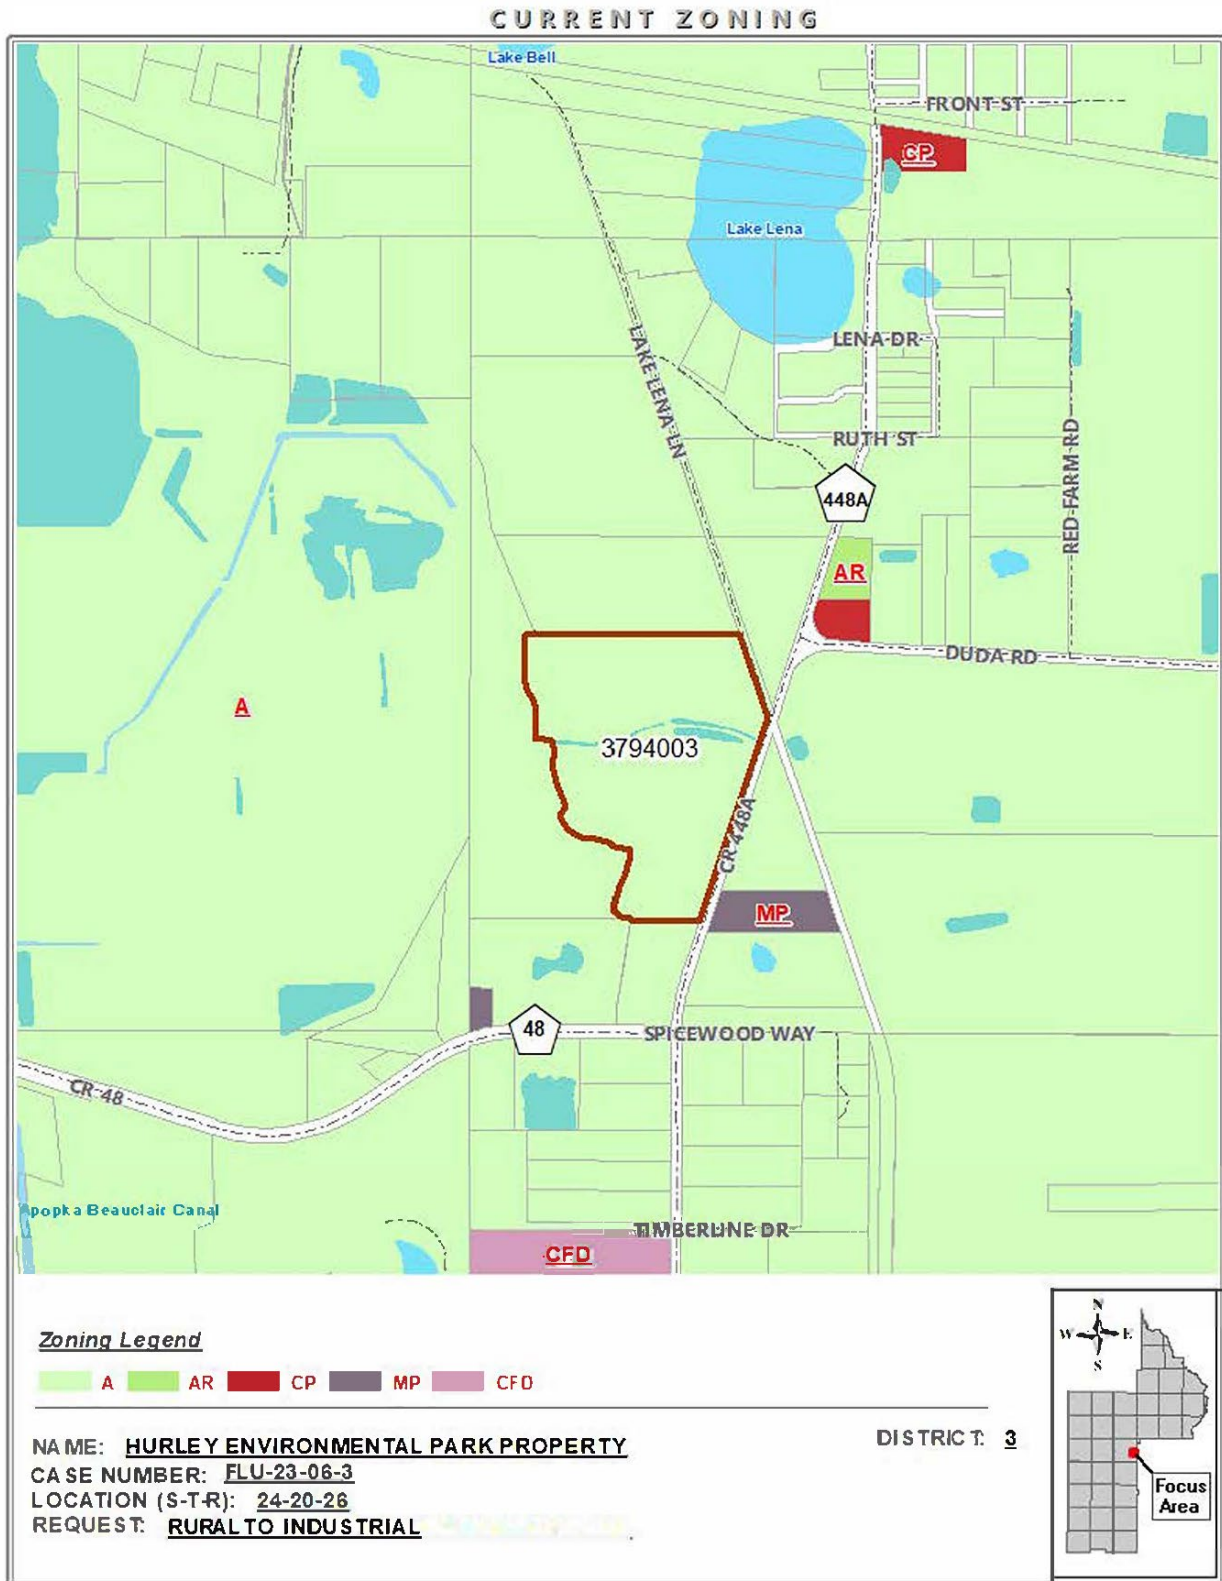 CURRENT ZONING
Lake Bell
FRONT ST
CP
Lake Lena
LENA DR
LAKE LENA LN
RUTH ST
RED FARM RD
448A
AR
DUDA RD
A
3794003
CR 448A
MP
48
SPICEWOOD WAY
CR 48
popka Beauclair Canal
TIMBERLINE DR
CFD
Zoning Legend
A AR CP MP CFD
NAME: HURLEY ENVIRONMENTAL PARK PROPERTY
DISTRICT: 3
CASE NUMBER: FLU-23-06-3
LOCATION (S-T-R): 24-20-26
REQUEST: RURAL TO INDUSTRIAL
N
W E
S
Focus
Area